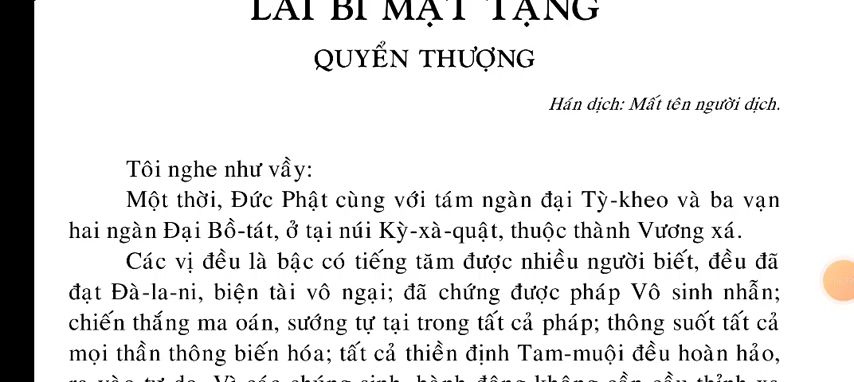 LAI BÍ MẬT TẠNG
QUYỂN THƯỢNG
Hán dịch: Mất tên người dịch.
Tôi nghe như vầy:
Một thời, Đức Phật cùng với tám ngàn đại Tỳ-kheo và ba vạn
hai ngàn Đại Bồ-tát, ở tại núi Kỳ-xà-quật, thuộc thành Vương xá.
Các vị đều là bậc có tiếng tăm được nhiều người biết, đều đã
đạt Đà-la-ni, biện tài vô ngại; đã chứng được pháp Vô sinh nhẫn;
chiến thắng ma oán, sướng tự tại trong tất cả pháp; thông suốt tất cả
mọi thần thông biến hóa; tất cả thiền định Tam-muội đều hoàn hảo,